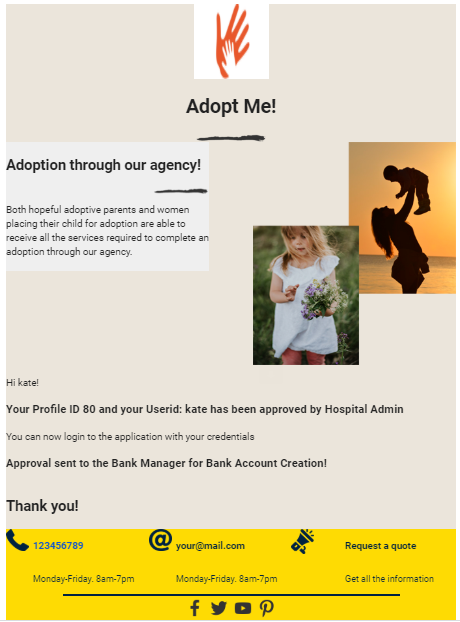 Adopt Me!
Adoption through our agency!
Both hopeful adoptive parents and women
placing their child for adoption are able to
receive all the services required to complete an
adoption through our agency.
Hi kate!
Your Profile ID 80 and your Userid: kate has been approved by Hospital Admin
You can now login to the application with your credentials
Approval sent to the Bank Manager for Bank Account Creation!
Thank you!
123456789
@ your@mail.com
Request a quote
Monday-Friday. 8am-7pm
Monday-Friday. 8am-7pm
Get all the information